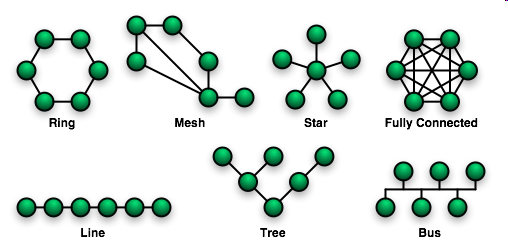 Ring
Mesh
Star
Fully Connected
Line
Tree
Bus